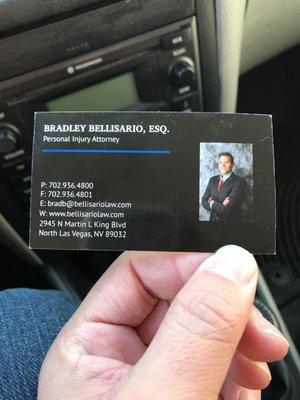 BRADLEY BELLISARIO, ESQ.
Personal Injury Attorney
P: 702.936.4800
F: 702.936.4801
E: bradb@bellisariolaw.com
W: www.bellisariolaw.com
2945 N Martin L King Blvd
North Las Vegas, NV 89032